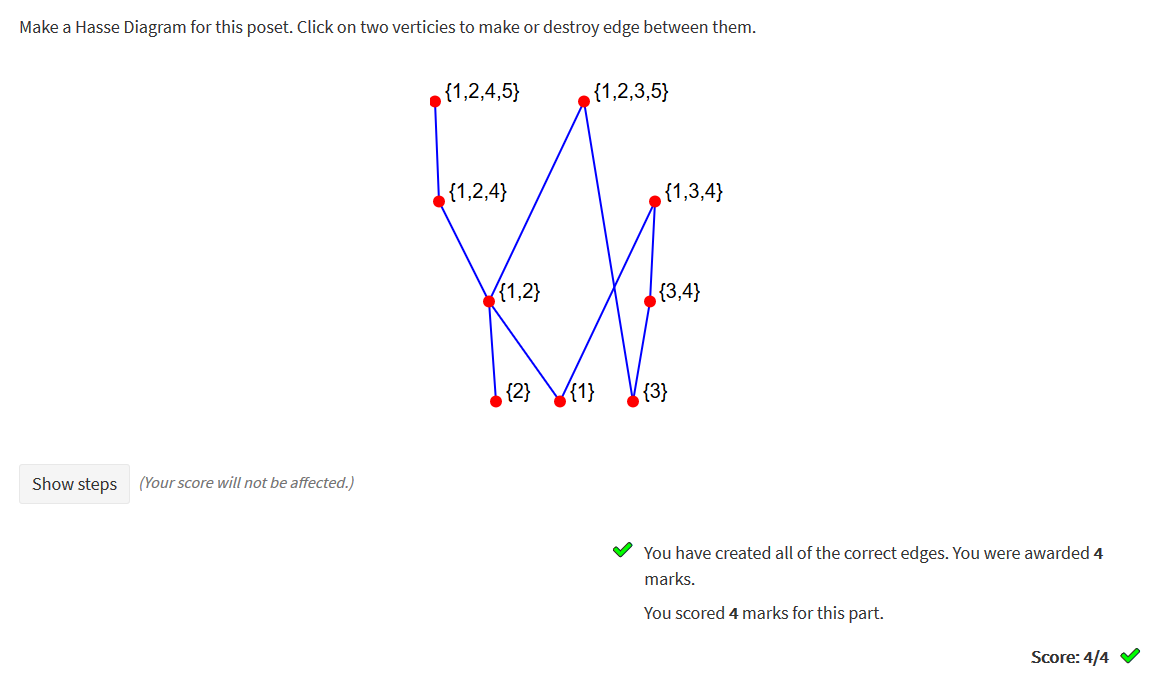 Make a Hasse Diagram for this poset. Click on two verticies to make or destroy edge between them.
{1,2,4,5}
{1,2,3,5}
{1,2,4}
{1,3,4}
{1,2}
{3,4}
{2}
{1}
{3}
Show steps
(Your score will not be affected.)
You have created all of the correct edges. You were awarded 4
marks.
You scored 4 marks for this part.
Score: 4/4